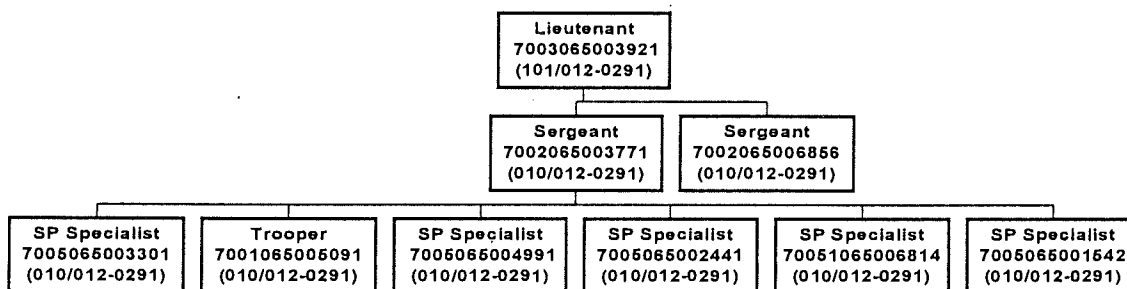 Lieutenant
7003065003921
(101/012-0291)
Sergeant
7002065003771
(010/012-0291)
Sergeant
7002065006856
(010/012-0291)
SP Specialist
7005065003301
(010/012-0291)
Trooper
7001065005091
(010/012-0291)
SP Specialist
7005065004991
(010/012-0291)
SP Specialist
7005065002441
(010/012-0291)
SP Specialist
70051065006814
(010/012-0291)
SP Specialist
7005065001542
(010/012-0291)